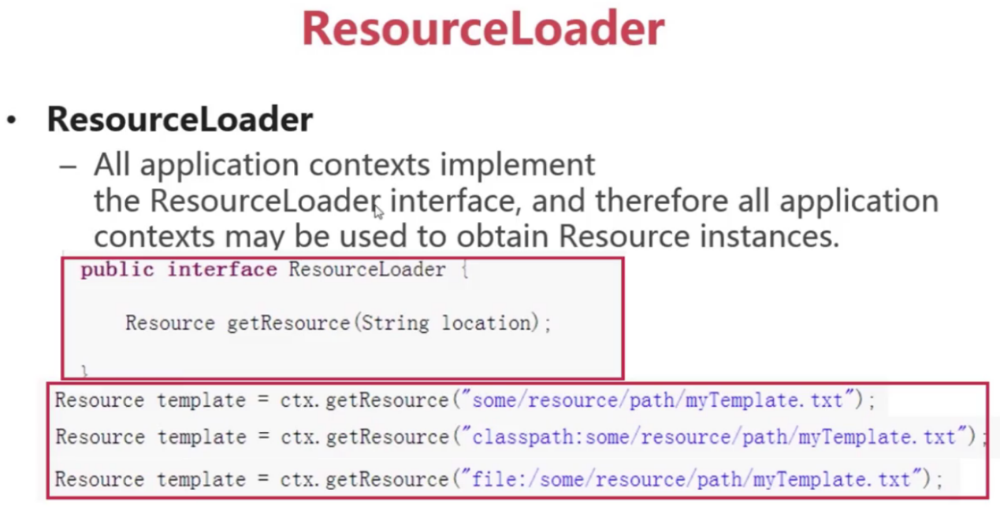 ResourceLoader
• ResourceLoader
– All application contexts implement
the ResourceLoader interface, and therefore all application
contexts may be used to obtain Resource instances.
public interface ResourceLoader {
Resource getResource(String location);
}
Resource template = ctx.getResource("some/resource/path/myTemplate.txt");
Resource template = ctx.getResource("classpath:some/resource/path/myTemplate.txt");
Resource template = ctx.getResource("file:/some/resource/path/myTemplate.txt");